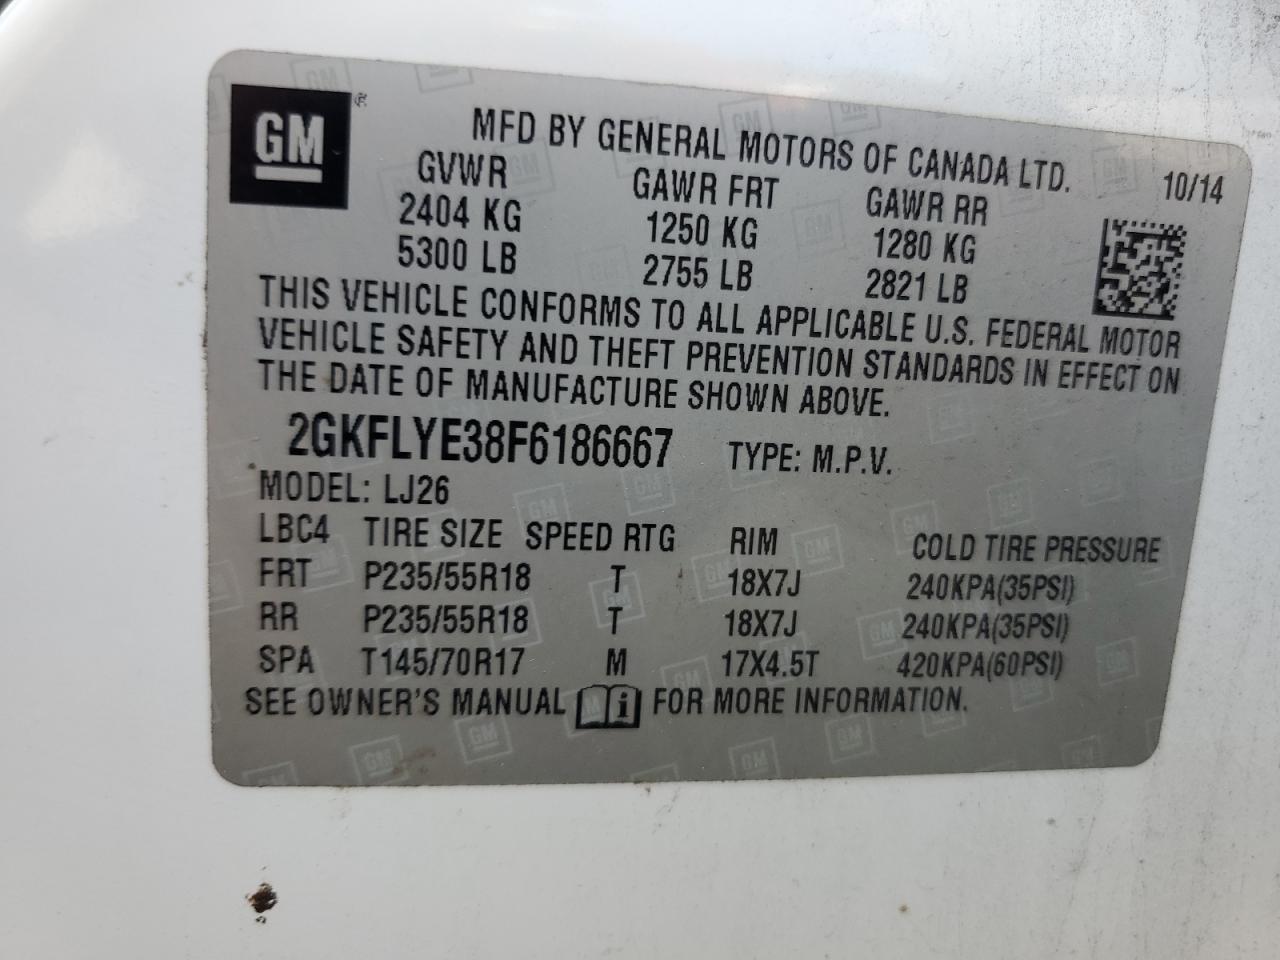 GM
MFD BY GENERAL MOTORS OF CANADA LTD.
10/14
GVWR GAWR FRT GAWR RR
2404 KG 1250 KG 1280 KG
5300 LB 2755 LB 2821 LB
THIS VEHICLE CONFORMS TO ALL APPLICABLE U.S. FEDERAL MOTOR
VEHICLE SAFETY AND THEFT PREVENTION STANDARDS IN EFFECT ON
THE DATE OF MANUFACTURE SHOWN ABOVE.
2GKFLYE38F6186667 TYPE: M.P.V.
MODEL: LJ26
LBC4 TIRE SIZE SPEED RTG RIM COLD TIRE PRESSURE
FRT P235/55R18 T 18X7J 240KPA(35PSI)
RR P235/55R18 T 18X7J 240KPA(35PSI)
SPA T145/70R17 M 17X4.5T 420KPA(60PSI)
SEE OWNER'S MANUAL i FOR MORE INFORMATION.